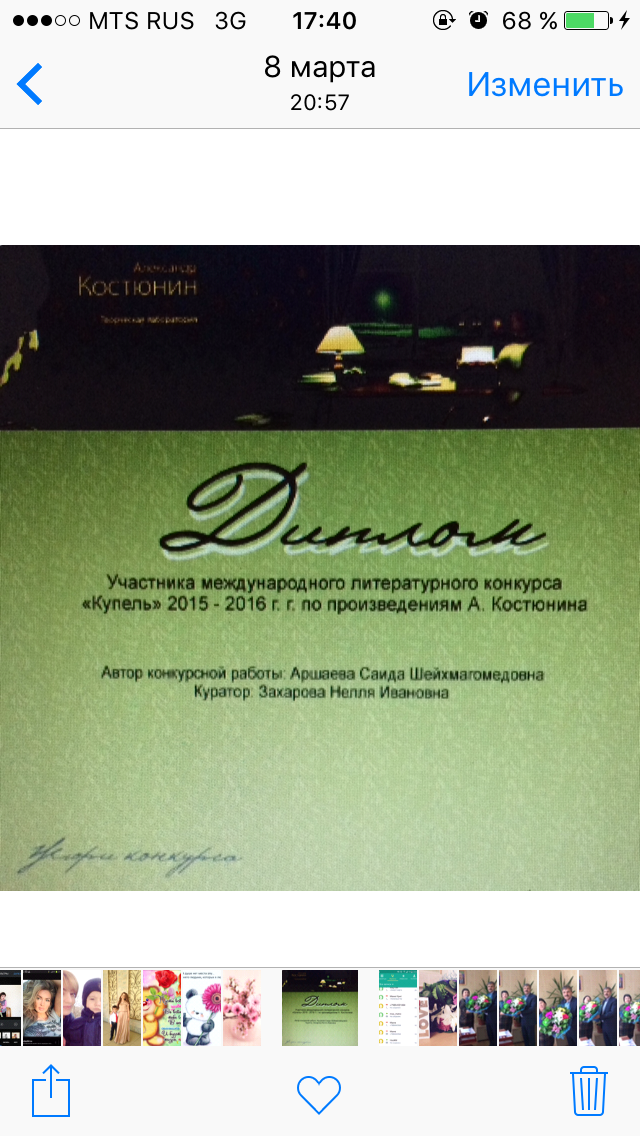 MTS RUS 3G 17:40 68 %
8 марта
20:57
Изменить
Александр
Костюнин
Творческая лаборатория
Диплом
Участника международного литературного конкурса
«Купель» 2015 - 2016 г. г. по произведениям А. Костюнина
Автор конкурсной работы: Аршаева Саида Шейхмагомедовна
Куратор: Захарова Нелля Ивановна
Жюри конкурса
Диплом
LOVE